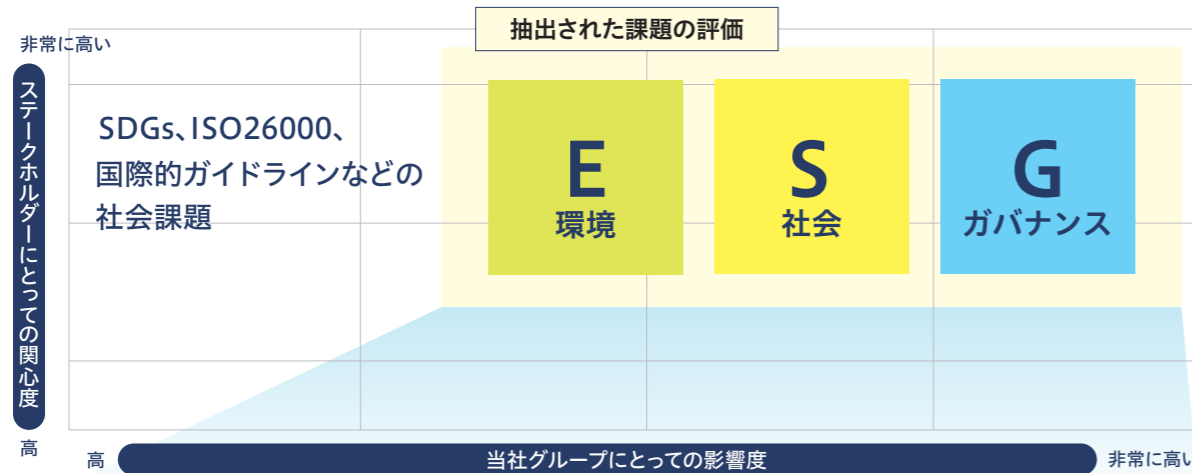 抽出された課題の評価
非常に高い
ステークホルダーにとっての関心度
高
SDGs、ISO26000、
国際的ガイドラインなどの
社会課題
E
環境
S
社会
G
ガバナンス
高
当社グループにとっての影響度
非常に高い